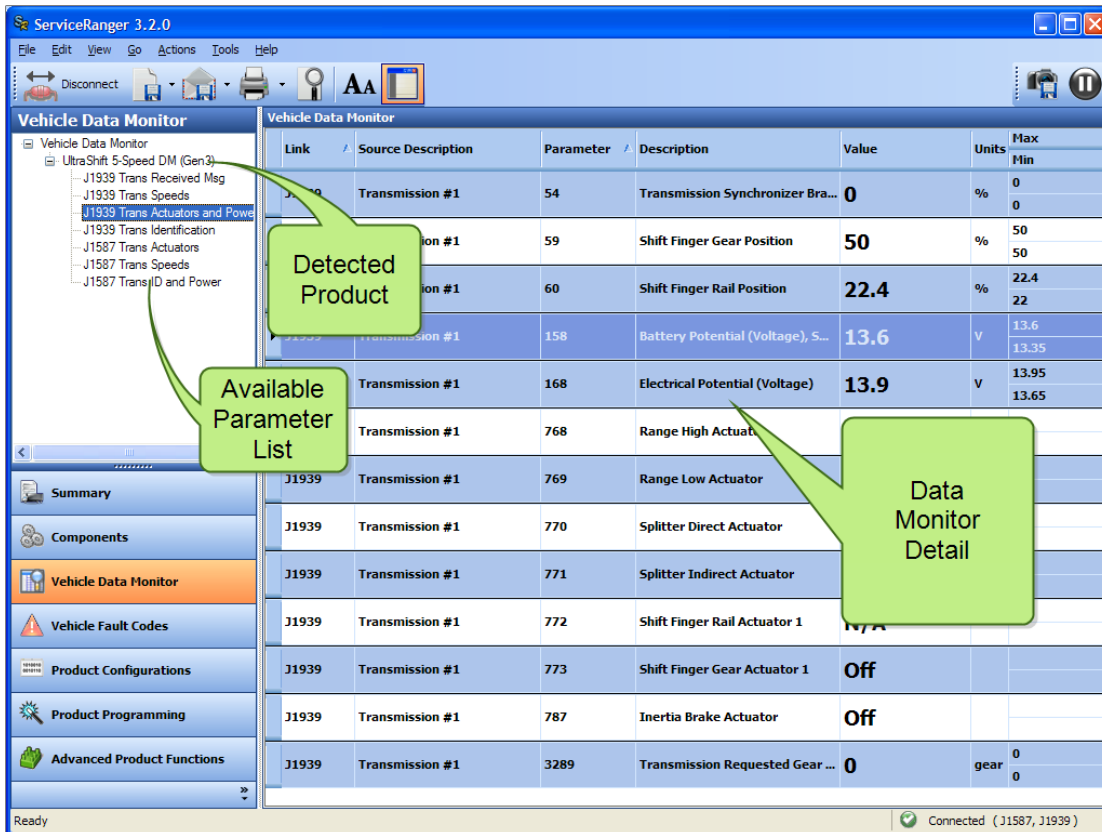 ServiceRanger 3.2.0
File Edit View Go Actions Tools Help
Disconnect
Vehicle Data Monitor
Vehicle Data Monitor
UltraShift 5-Speed DM (Gen3)
J1939 Trans Received Msg
J1939 Trans Speeds
J1939 Trans Actuators and Powe
J1939 Trans Identification
J1587 Trans Actuators
J1587 Trans Speeds
J1587 Trans ID and Power
Detected
Product
Available
Parameter
List
Summary
Components
Vehicle Data Monitor
Vehicle Fault Codes
Product Configurations
Product Programming
Advanced Product Functions
Vehicle Data Monitor
Link Source Description Parameter Description Value Units Max
Min
Transmission #1 54 Transmission Synchronizer Bra... 0 % 0
0
#1 59 Shift Finger Gear Position 50 % 50
50
#1 60 Shift Finger Rail Position 22.4 % 22.4
22
#1 158 Battery Potential (Voltage), S... 13.6 V 13.6
13.35
Transmission #1 168 Electrical Potential (Voltage) 13.9 V 13.95
13.65
Transmission #1 768 Range High
J1939 Transmission #1 769 Range Low Actuator
J1939 Transmission #1 770 Splitter Direct Actuator
J1939 Transmission #1 771 Splitter Indirect Actuator
J1939 Transmission #1 772 Shift Finger Rail Actuator 1 N/A
J1939 Transmission #1 773 Shift Finger Gear Actuator 1 Off
J1939 Transmission #1 787 Inertia Brake Actuator Off
J1939 Transmission #1 3289 Transmission Requested Gear ... 0 gear 0
0
Data
Monitor
Detail
Ready Connected ( J1587, J1939 )